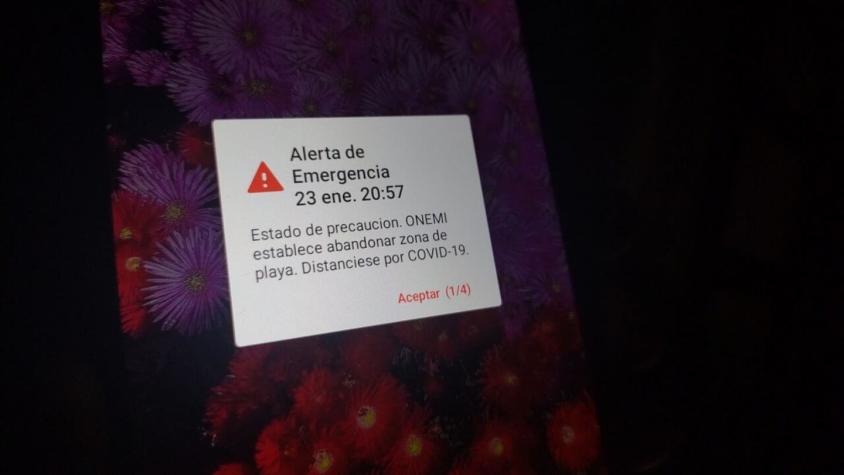 Alerta de
Emergencia
23 ene. 20:57
Estado de precaucion. ONEMI
establece abandonar zona de
playa. Distanciese por COVID-19.
Aceptar (1/4)